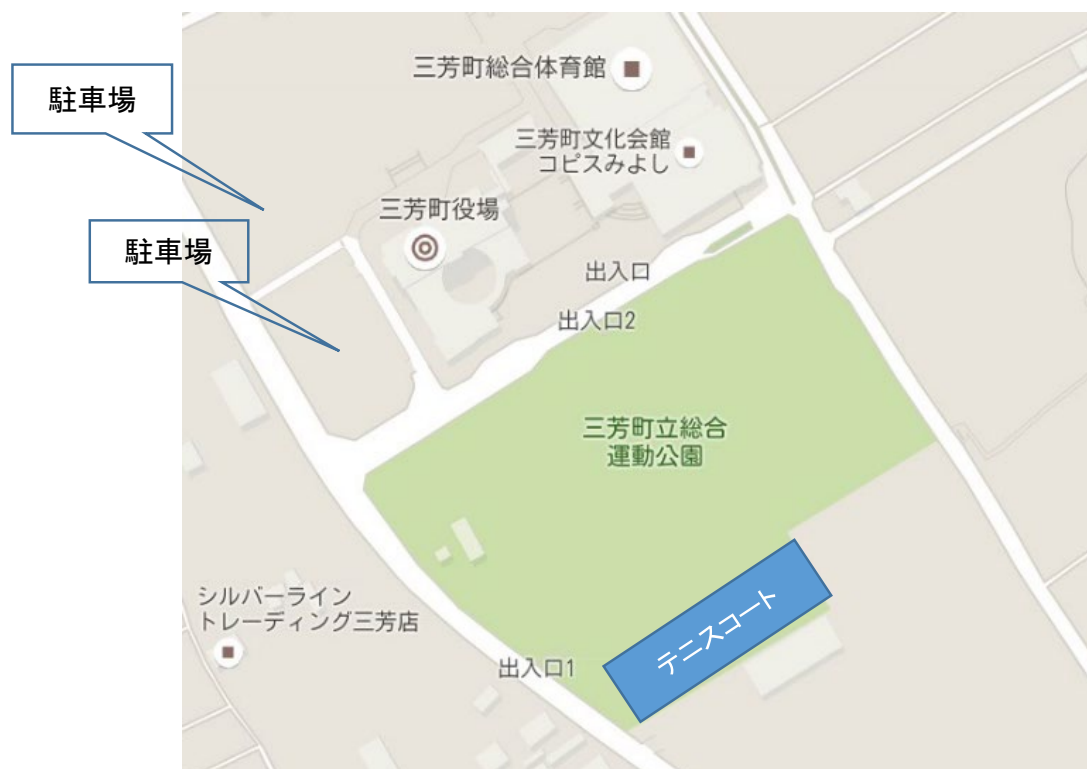 三芳町総合体育館
駐車場
三芳町文化会館
コピスみよし
三芳町役場
駐車場
出入口
出入口2
三芳町立総合
運動公園
テニスコート
シルバーライン
トレーディング三芳店
出入口1